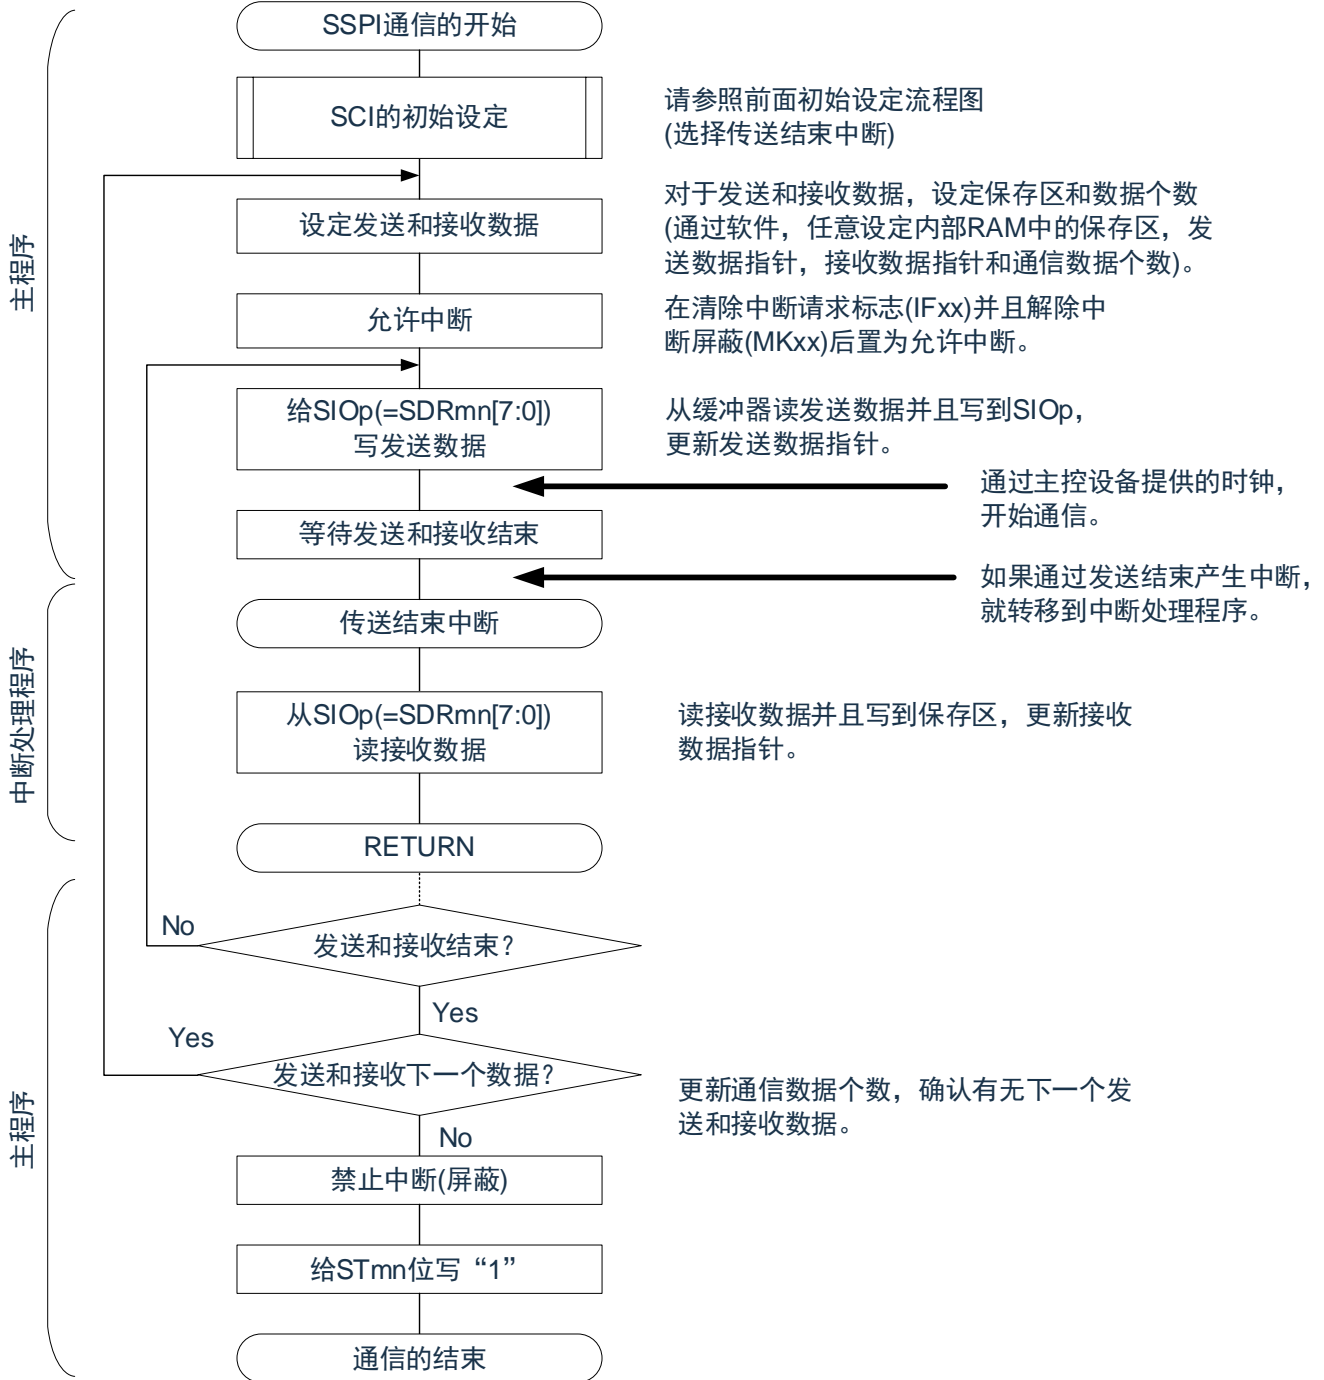 SSPI通信的开始
SCI的初始设定
请参照前面初始设定流程图
(选择传送结束中断)
主程序
设定发送和接收数据
对于发送和接收数据，设定保存区和数据个数
(通过软件，任意设定内部RAM中的保存区，发
送数据指针，接收数据指针和通信数据个数)。
允许中断
在清除中断请求标志(IFxx)并且解除中
断屏蔽(MKxx)后置为允许中断。
给SIOp(=SDRmn[7:0])
写发送数据
从缓冲器读发送数据并且写到SIOp，
更新发送数据指针。
通过主控设备提供的时钟，
开始通信。
等待发送和接收结束
如果通过发送结束产生中断，
就转移到中断处理程序。
中断处理程序
传送结束中断
从SIOp(=SDRmn[7:0])
读接收数据
读接收数据并且写到保存区，更新接收
数据指针。
RETURN
No
发送和接收结束？
Yes
Yes
发送和接收下一个数据？
更新通信数据个数，确认有无下一个发
送和接收数据。
主程序
No
禁止中断(屏蔽)
给STmn位写“1”
通信的结束